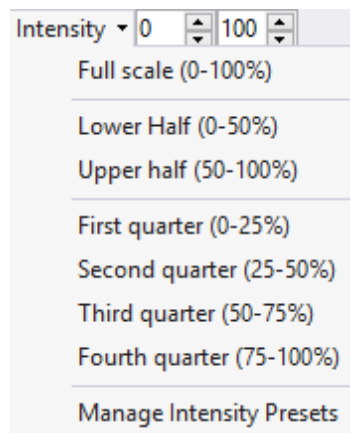 Intensity 0 100
Full scale (0-100%)
Lower Half (0-50%)
Upper half (50-100%)
First quarter (0-25%)
Second quarter (25-50%)
Third quarter (50-75%)
Fourth quarter (75-100%)
Manage Intensity Presets